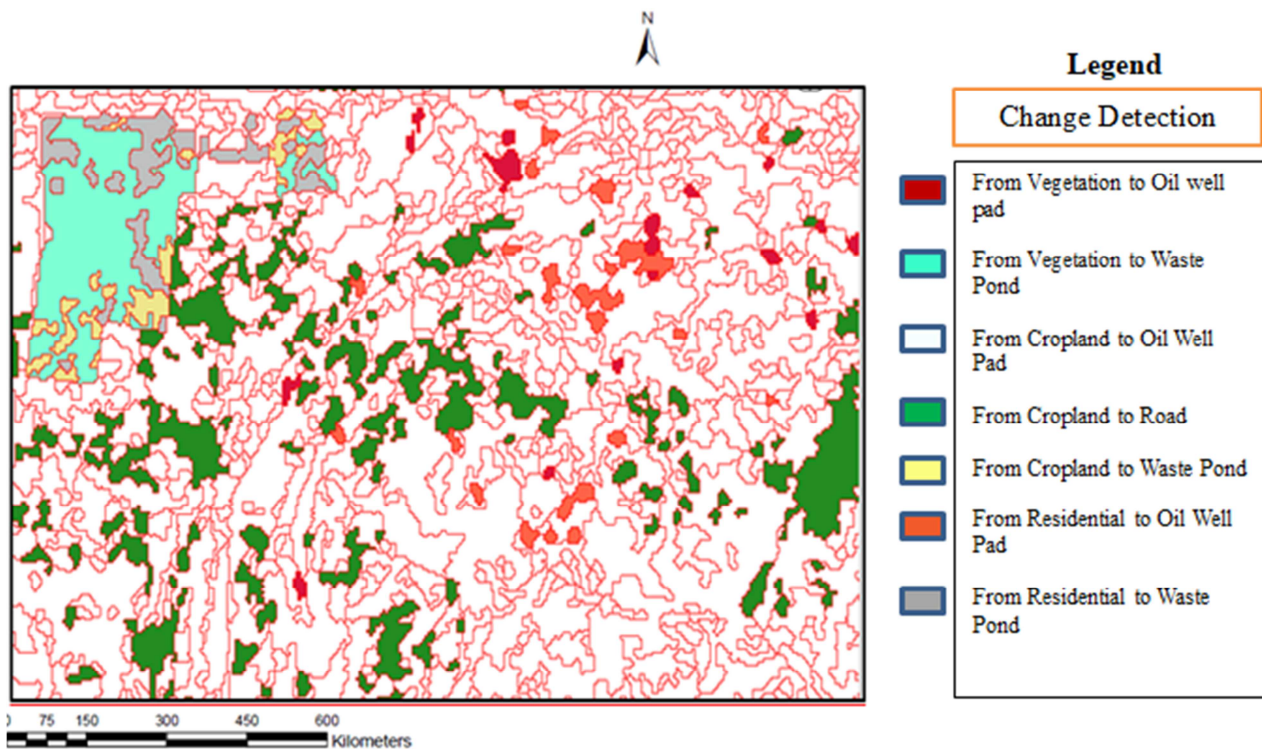 N
Legend
Change Detection
From Vegetation to Oil well
pad
From Vegetation to Waste
Pond
From Cropland to Oil Well
Pad
From Cropland to Road
From Cropland to Waste Pond
From Residential to Oil Well
Pad
From Residential to Waste
Pond
0 75 150 300 450 600
Kilometers